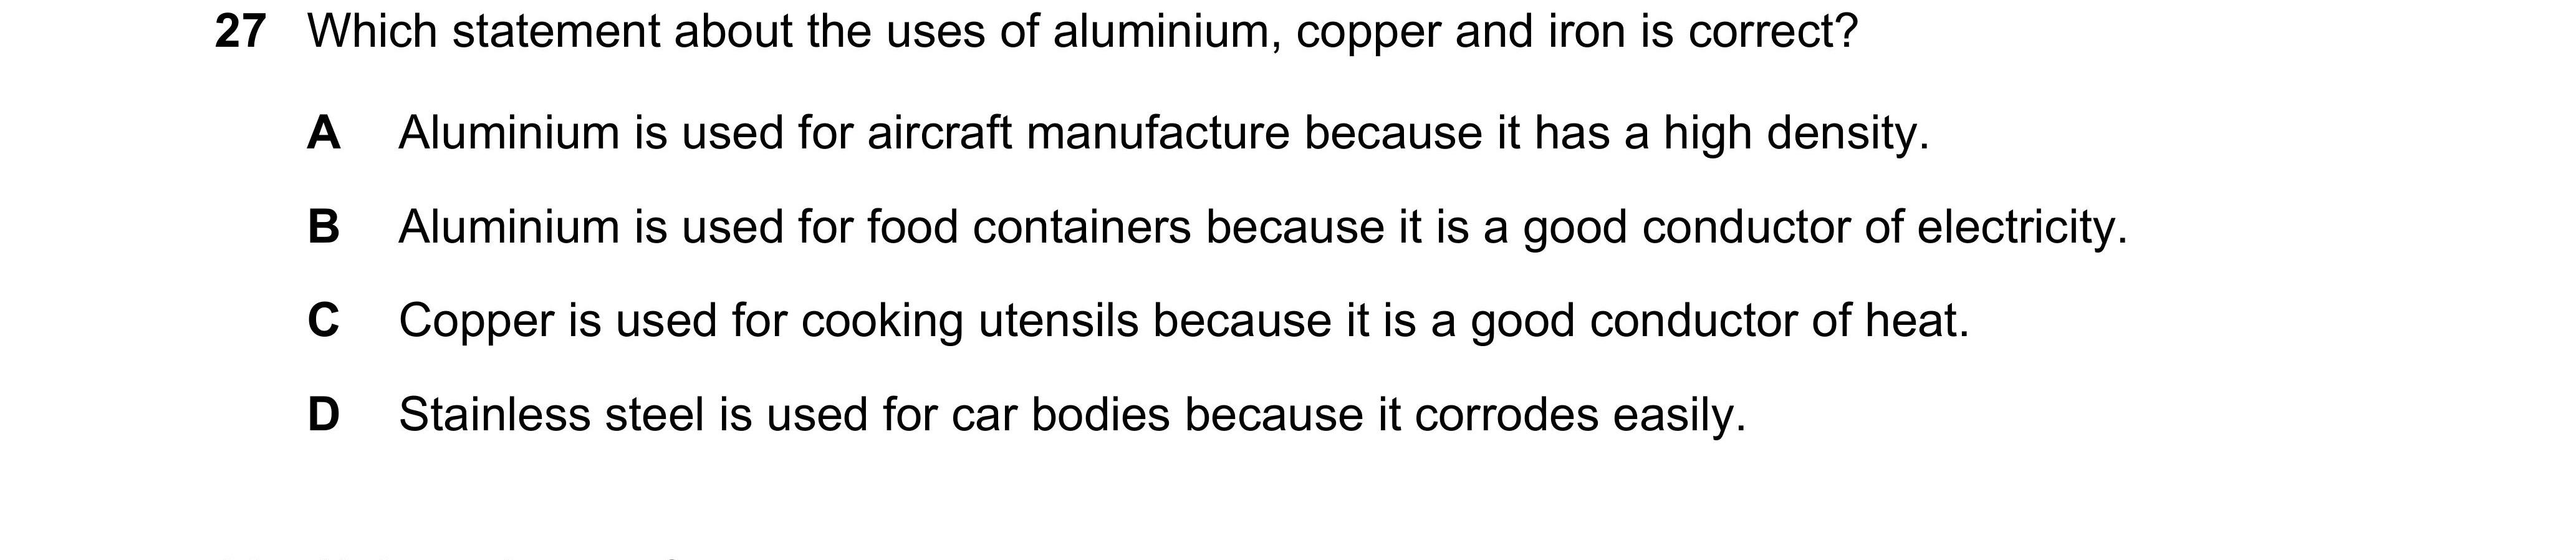 27 Which statement about the uses of aluminium, copper and iron is correct?
A Aluminium is used for aircraft manufacture because it has a high density.
B Aluminium is used for food containers because it is a good conductor of electricity.
C Copper is used for cooking utensils because it is a good conductor of heat.
D Stainless steel is used for car bodies because it corrodes easily.